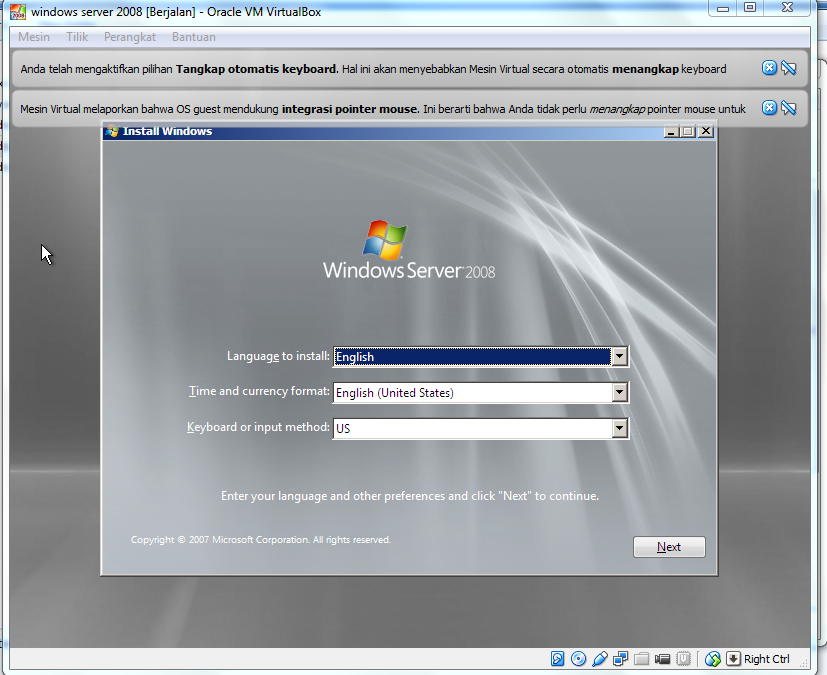 windows server 2008 [Berjalan] - Oracle VM VirtualBox
Mesin Tilik Perangkat Bantuan
Anda telah mengaktifkan pilihan Tangkap otomatis keyboard. Hal ini akan menyebabkan Mesin Virtual secara otomatis menangkap keyboard
Mesin Virtual melaporkan bahwa OS guest mendukung integrasi pointer mouse. Ini berarti bahwa Anda tidak perlu menangkap pointer mouse untuk
Install Windows
Windows Server 2008
Language to install: English
Time and currency format: English (United States)
Keyboard or input method: US
Enter your language and other preferences and click "Next" to continue.
Copyright © 2007 Microsoft Corporation. All rights reserved.
Next
Right Ctrl